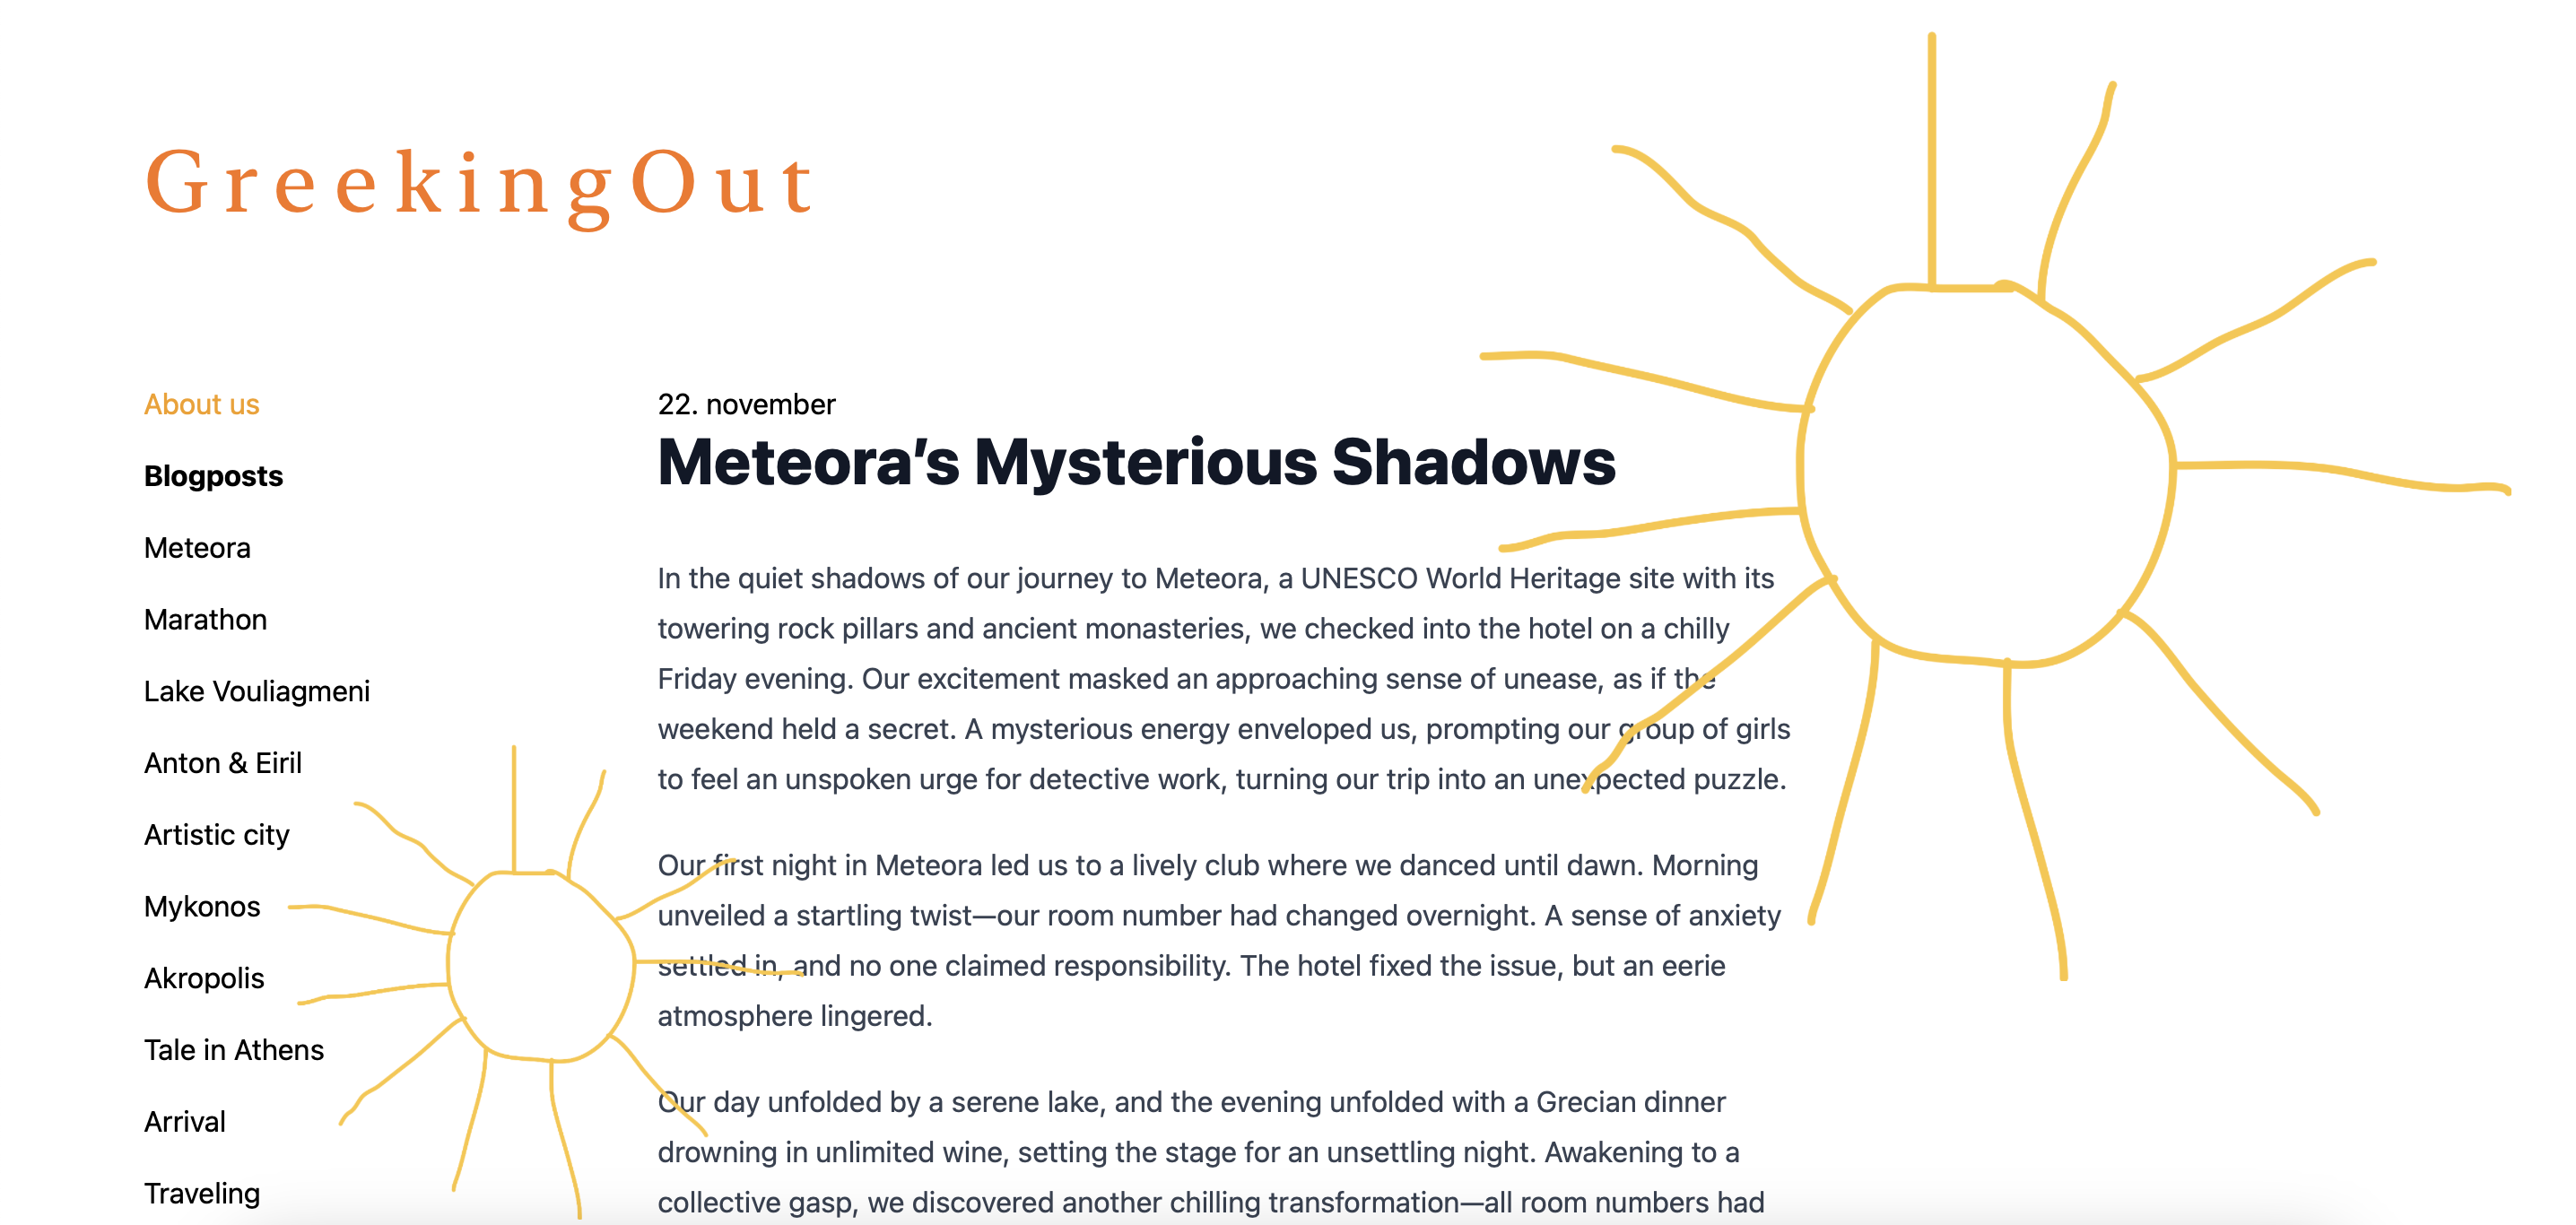 GreekingOut
About us
Blogposts
Meteora
Marathon
Lake Vouliagmeni
Anton & Eiril
Artistic city
Mykonos
Akropolis
Tale in Athens
Arrival
Traveling
22. november
Meteora’s Mysterious Shadows
In the quiet shadows of our journey to Meteora, a UNESCO World Heritage site with its
towering rock pillars and ancient monasteries, we checked into the hotel on a chilly
Friday evening. Our excitement masked an approaching sense of unease, as if the
weekend held a secret. A mysterious energy enveloped us, prompting our group of girls
to feel an unspoken urge for detective work, turning our trip into an unexpected puzzle.
Our first night in Meteora led us to a lively club where we danced until dawn. Morning
unveiled a startling twist—our room number had changed overnight. A sense of anxiety
settled in, and no one claimed responsibility. The hotel fixed the issue, but an eerie
atmosphere lingered.
Our day unfolded by a serene lake, and the evening unfolded with a Grecian dinner
drowning in unlimited wine, setting the stage for an unsettling night. Awakening to a
collective gasp, we discovered another chilling transformation—all room numbers had